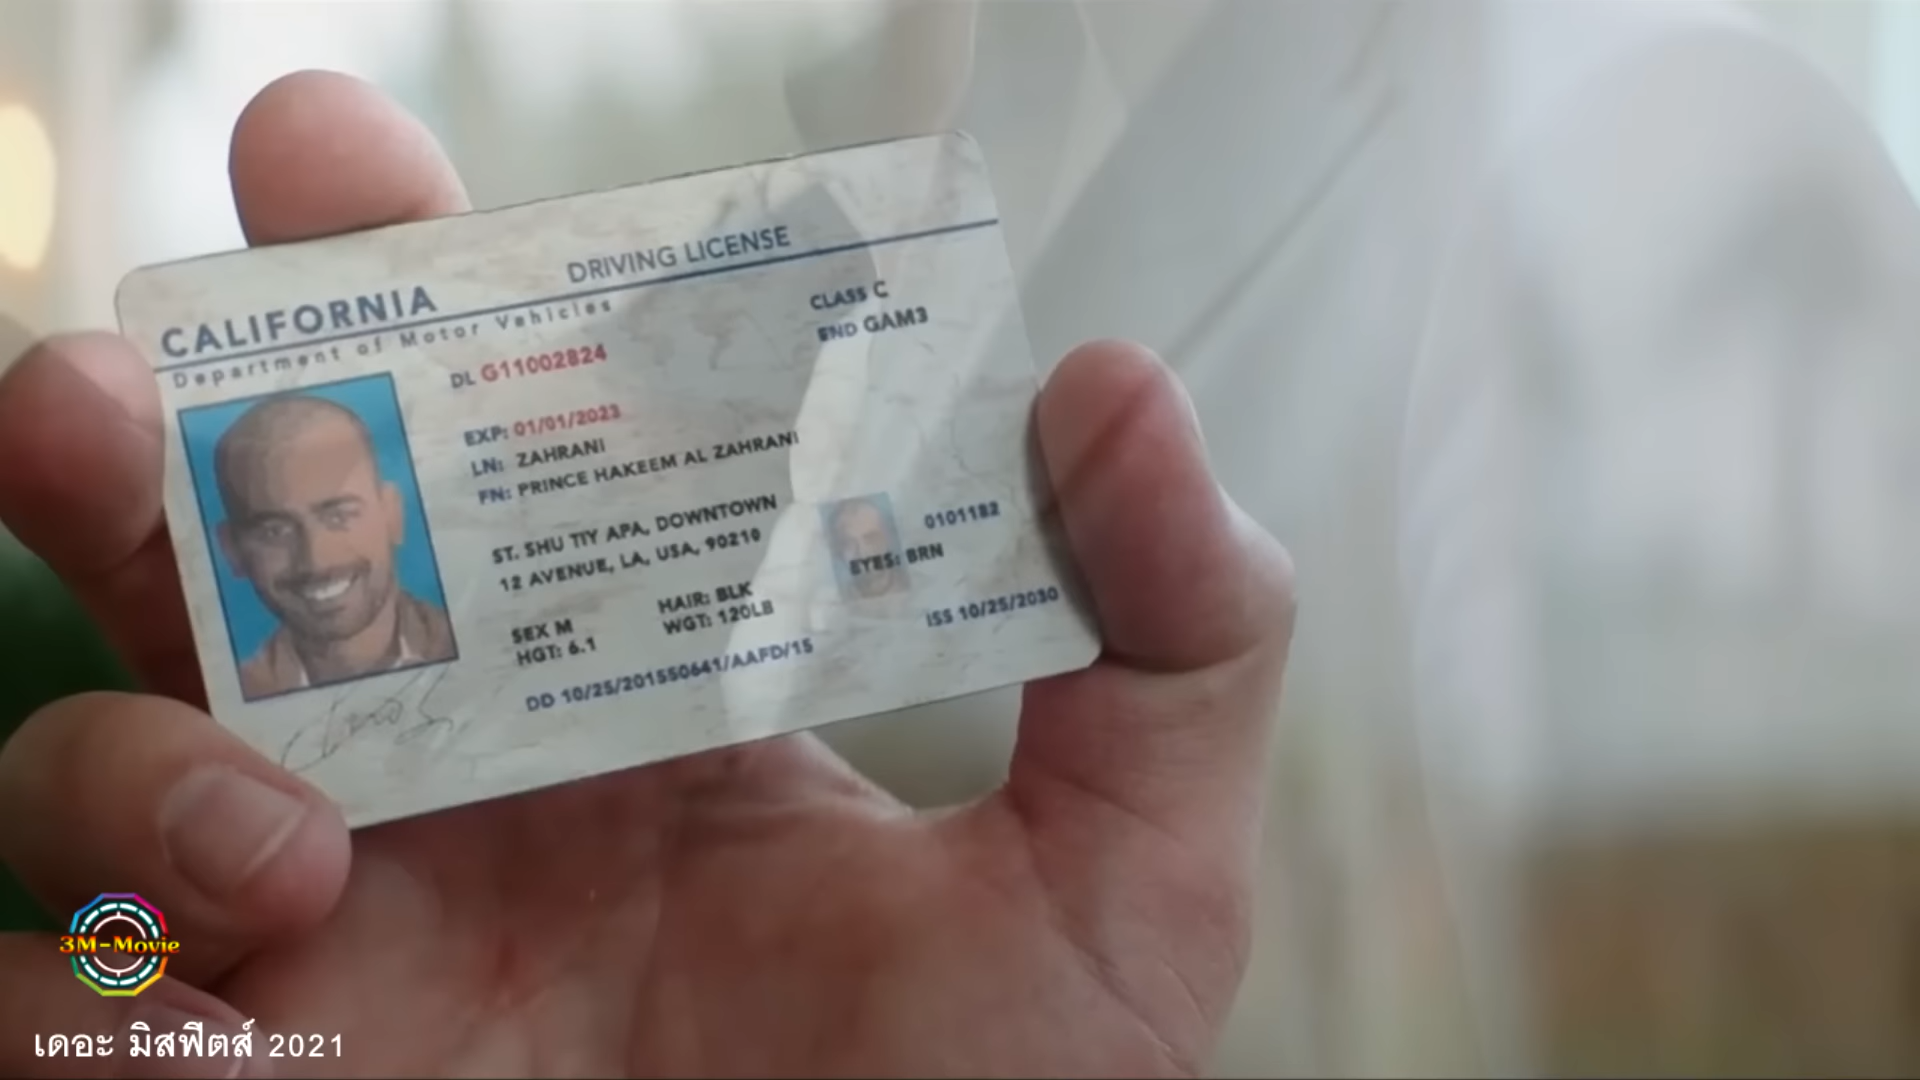 CALIFORNIA DRIVING LICENSE
Department of Motor Vehicles
CLASS C
END GAM3
DL G11002824
EXP: 01/01/2023
LN: ZAHRANI
FN: PRINCE HAKEEM AL ZAHRANI
ST. SHU TIY APA, DOWNTOWN
12 AVENUE, LA, USA, 90210
0101182
EYES: BRN
SEX M HAIR: BLK
HGT: 6.1 WGT: 120LB
ISS 10/25/2030
DD 10/25/201550641/AAFD/15
3M-Movie
เดอะ มิสฟิตส์ 2021